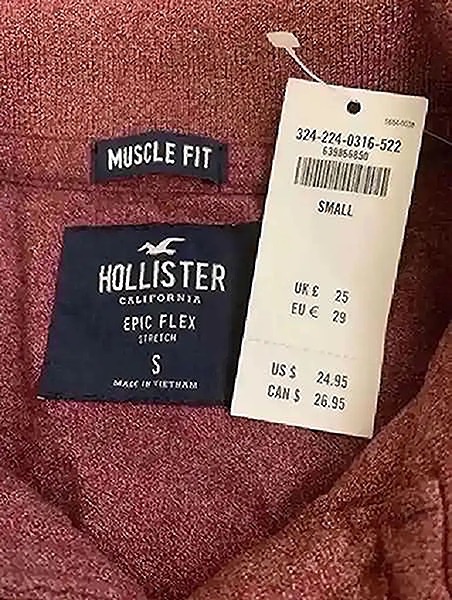 MUSCLE FIT
HOLLISTER
CALIFORNIA
EPIC FLEX
STRETCH
S
MADE IN VIETNAM
324-224-0316-522
639866850
SMALL
UK £ 25
EU € 29
US $ 24.95
CAN $ 26.95